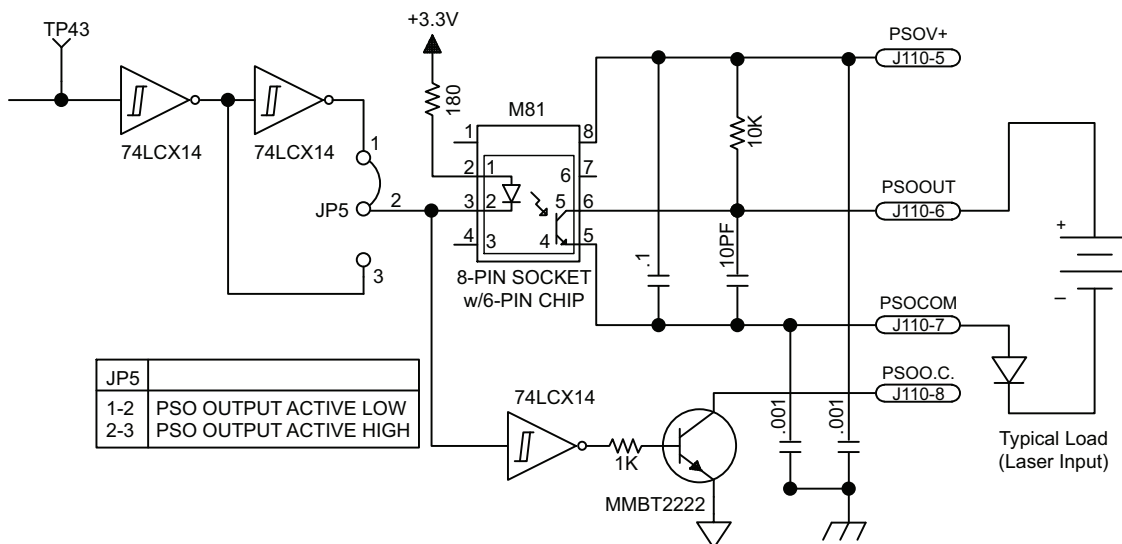 TP43
+3.3V
180
M81
74LCX14
74LCX14
1
2
JP5
3
1
2
3
4
1
2
3
6
5
4
8
7
6
5
8-PIN SOCKET
w/6-PIN CHIP
PSOV+
J110-5
10K
PSOOUT
J110-6
.1
10PF
PSOCOM
J110-7
PSOO.C.
J110-8
+
–
Typical Load
(Laser Input)
JP5
1-2 PSO OUTPUT ACTIVE LOW
2-3 PSO OUTPUT ACTIVE HIGH
74LCX14
1K
MMBT2222
.001
.001